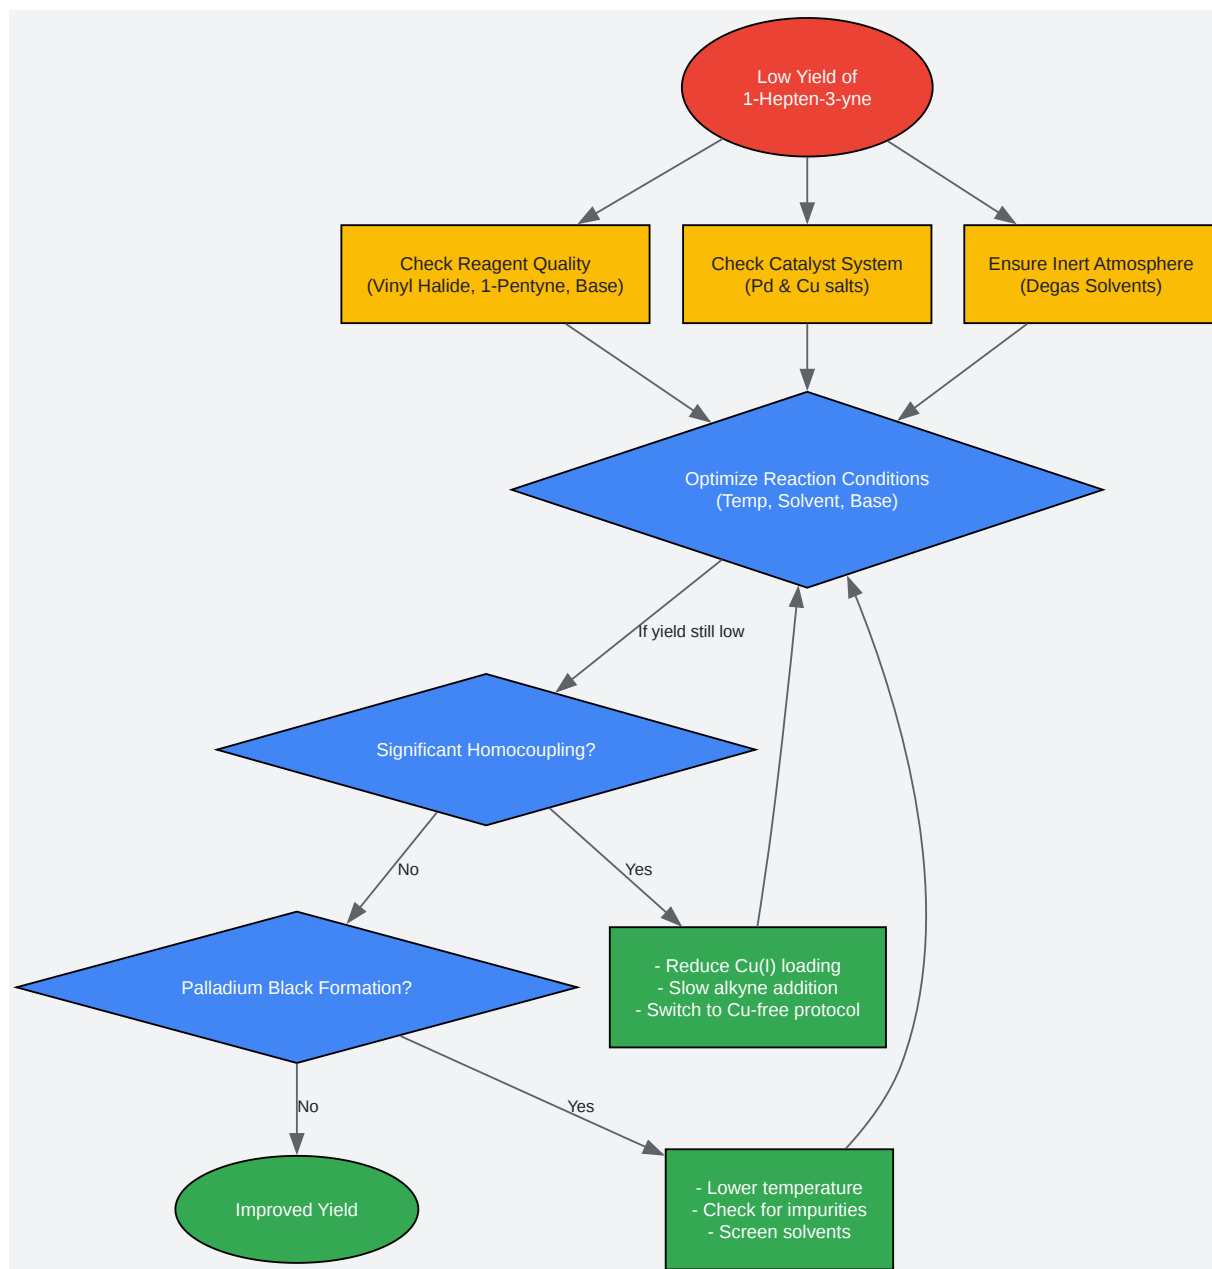 Low Yield of
1-Hepten-3-yne
Check Reagent Quality
(Vinyl Halide, 1-Pentyne, Base)
Check Catalyst System
(Pd & Cu salts)
Ensure Inert Atmosphere
(Degas Solvents)
Optimize Reaction Conditions
(Temp, Solvent, Base)
If yield still low
Significant Homocoupling?
No
Yes
- Reduce Cu(I) loading
- Slow alkyne addition
- Switch to Cu-free protocol
Palladium Black Formation?
No
Yes
Improved Yield
- Lower temperature
- Check for impurities
- Screen solvents